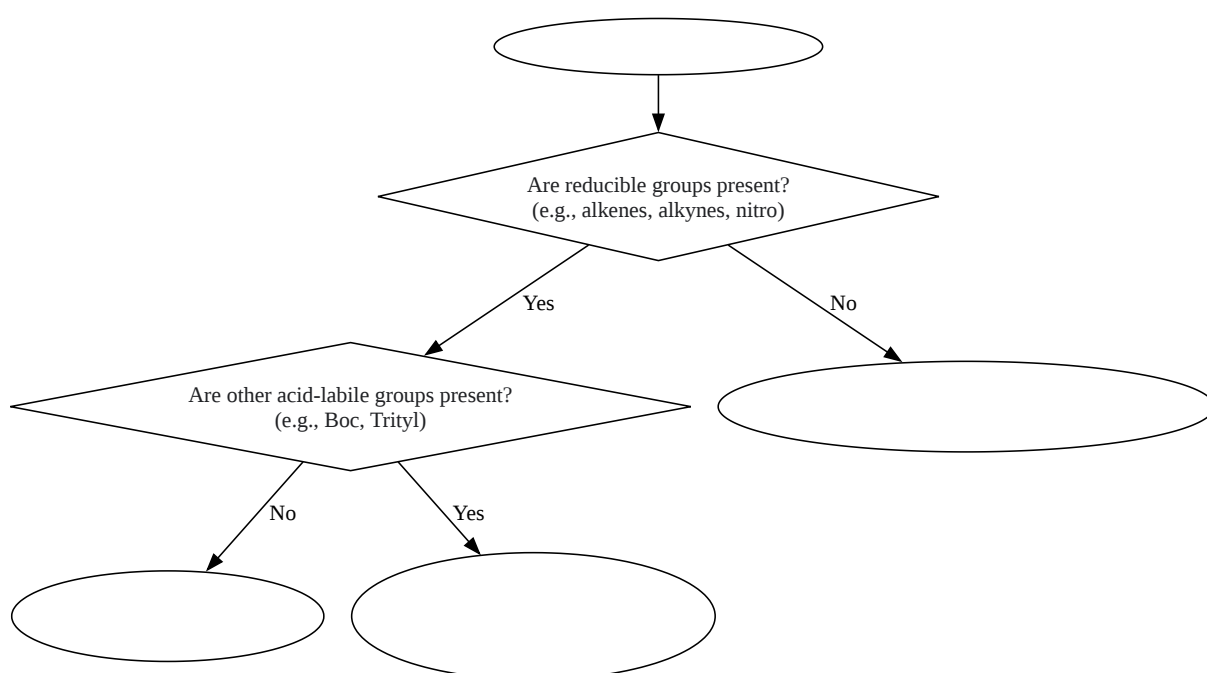 Are reducible groups present?
(e.g., alkenes, alkynes, nitro)
Yes
No
Are other acid-labile groups present?
(e.g., Boc, Trityl)
No
Yes